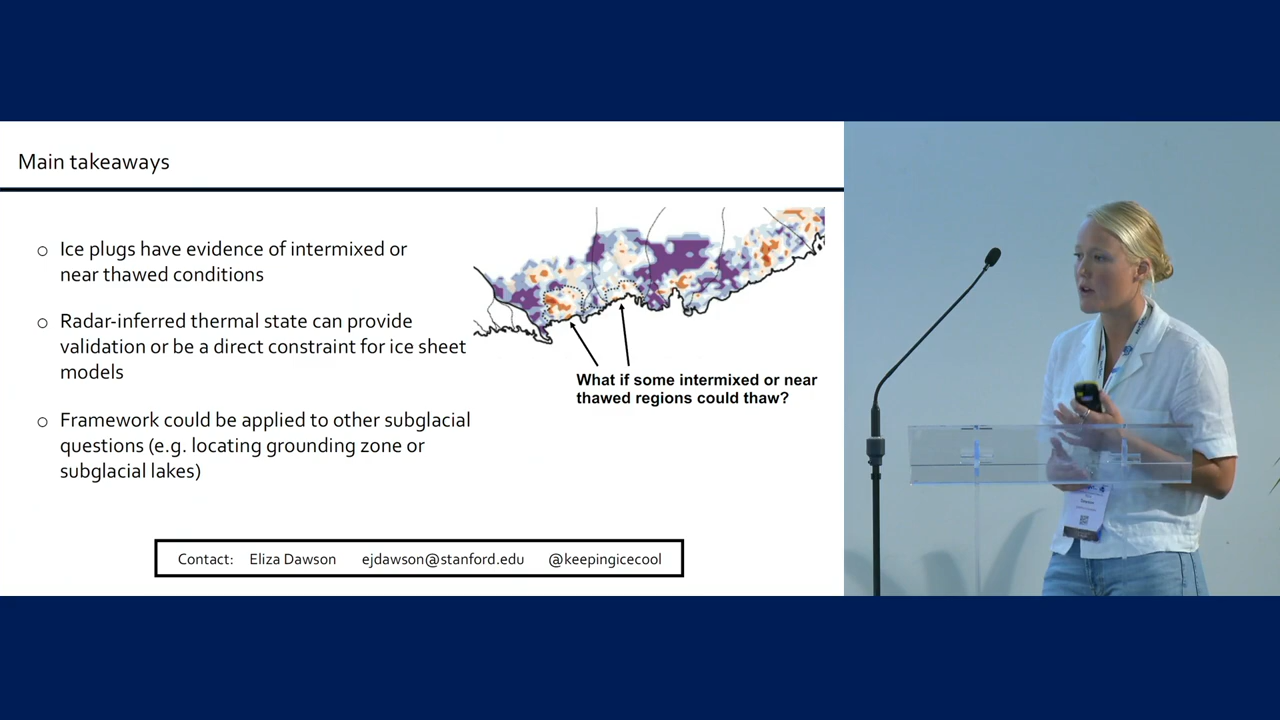 Main takeaways
○ Ice plugs have evidence of intermixed or
near thawed conditions
○ Radar-inferred thermal state can provide
validation or be a direct constraint for ice sheet
models
○ Framework could be applied to other subglacial
questions (e.g. locating grounding zone or
subglacial lakes)
What if some intermixed or near
thawed regions could thaw?
Contact: Eliza Dawson ejdawson@stanford.edu @keepingicecool